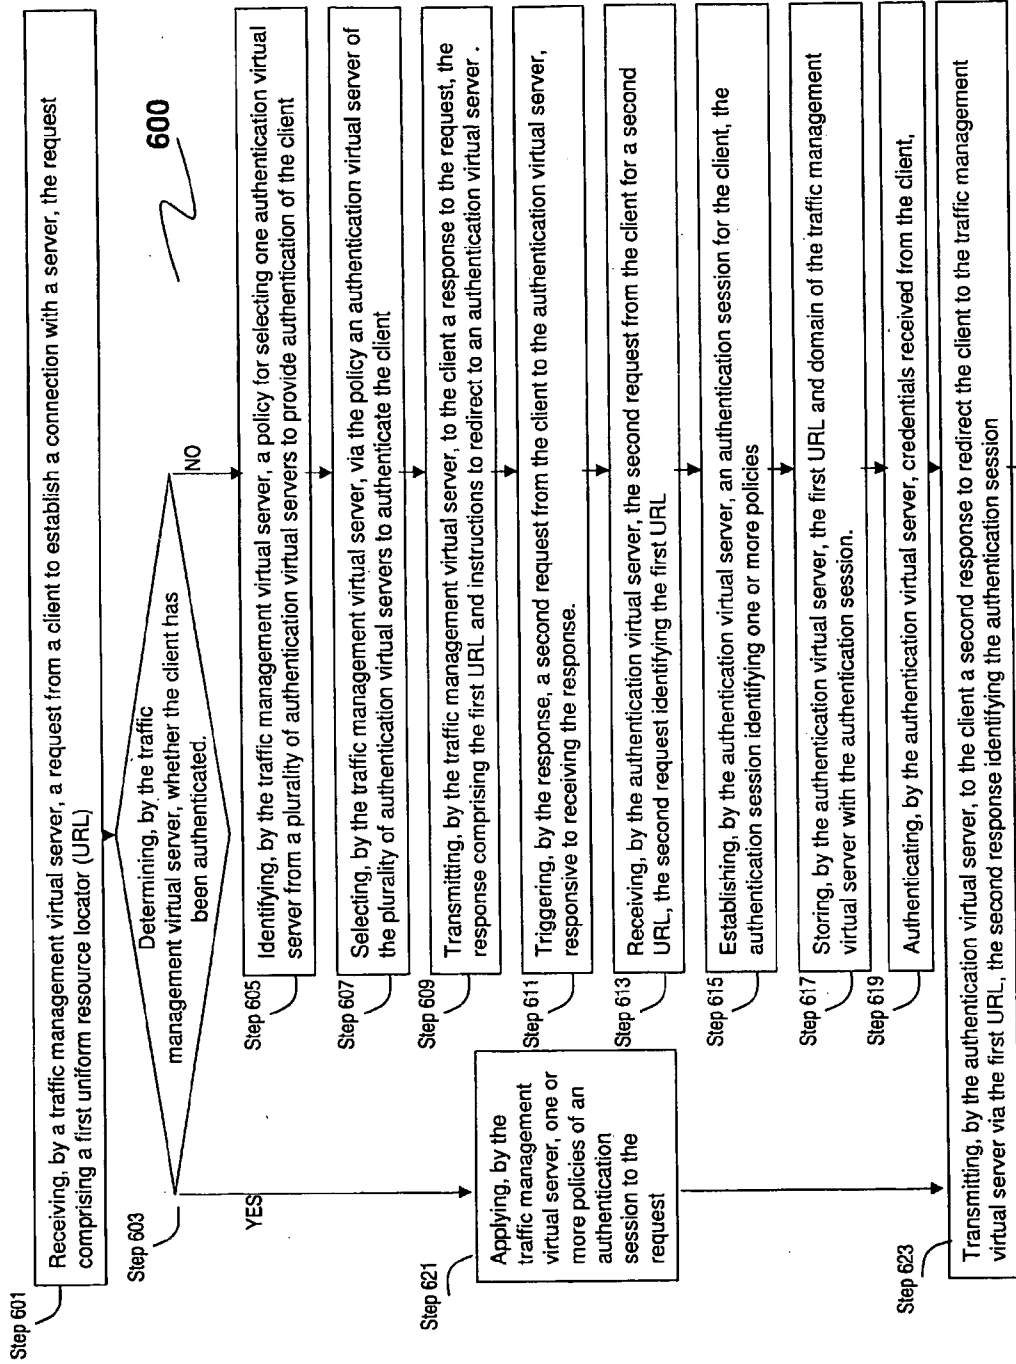 Step 601
Receiving, by a traffic management virtual server, a request from a client to establish a connection with a server, the request
comprising a first uniform resource locator (URL)
600
Step 603
Determining, by the traffic
management virtual server, whether the client has
been authenticated.
YES
NO
Step 605
Identifying, by the traffic management virtual server, a policy for selecting one authentication virtual
server from a plurality of authentication virtual servers to provide authentication of the client
Step 607
Selecting, by the traffic management virtual server, via the policy an authentication virtual server of
the plurality of authentication virtual servers to authenticate the client
Step 609
Transmitting, by the traffic management virtual server, to the client a response to the request, the
response comprising the first URL and instructions to redirect to an authentication virtual server .
Step 611
Triggering, by the response, a second request from the client to the authentication virtual server,
responsive to receiving the response.
Step 613
Receiving, by the authentication virtual server, the second request from the client for a second
URL, the second request identifying the first URL
Step 615
Establishing, by the authentication virtual server, an authentication session for the client, the
authentication session identifying one or more policies
Step 617
Storing, by the authentication virtual server, the first URL and domain of the traffic management
virtual server with the authentication session.
Step 619
Authenticating, by the authentication virtual server, credentials received from the client,
Step 621
Applying, by the
traffic management
virtual server, one or
more policies of an
authentication
session to the
request
Step 623
Transmitting, by the authentication virtual server, to the client a second response to redirect the client to the traffic management
virtual server via the first URL, the second response identifying the authentication session